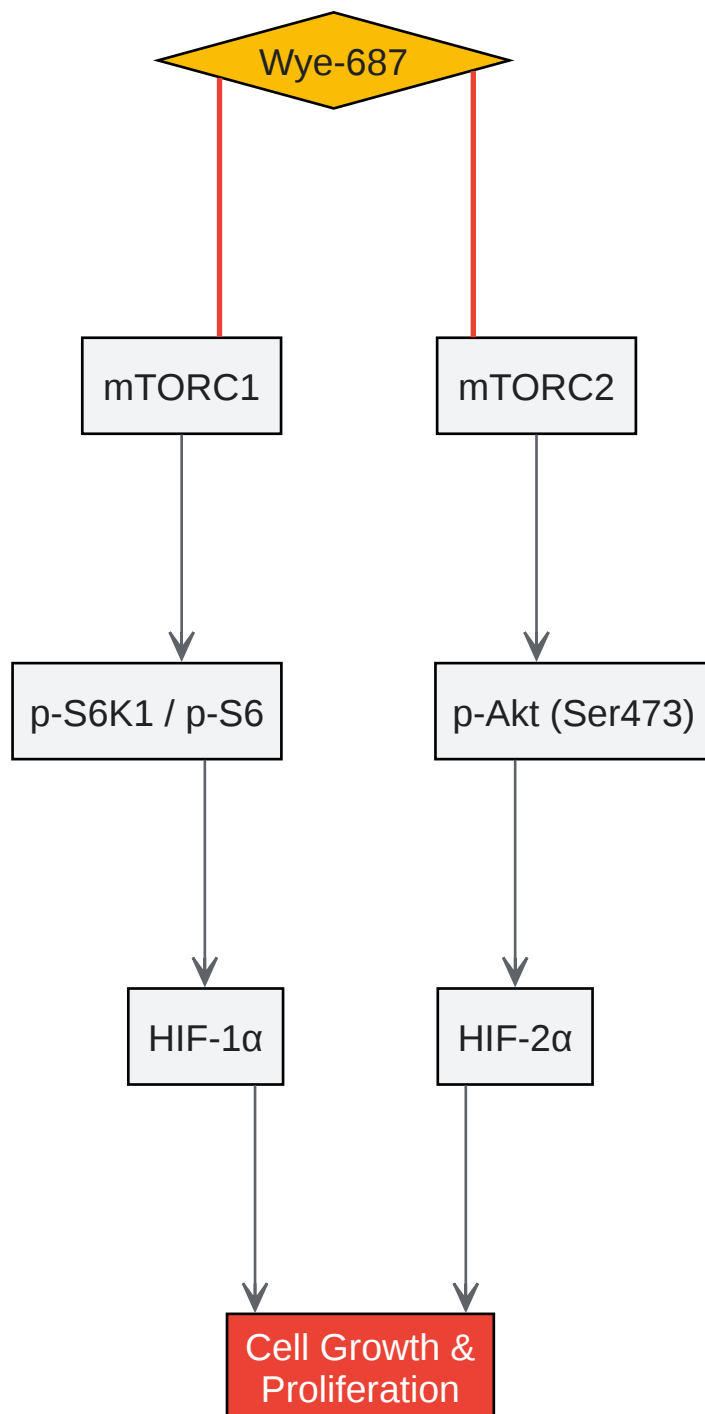 Wye-687
mTORC1
mTORC2
p-S6K1 / p-S6
p-Akt (Ser473)
HIF-1α
HIF-2α
Cell Growth &
Proliferation